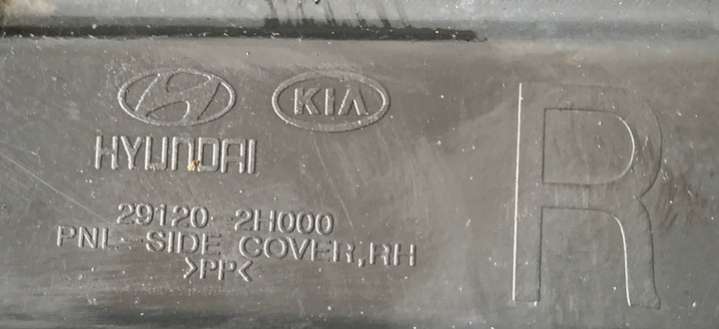 KIA
HYUNDAI
29120-2H000
PNL-SIDE COVER,RH
>PP<
R